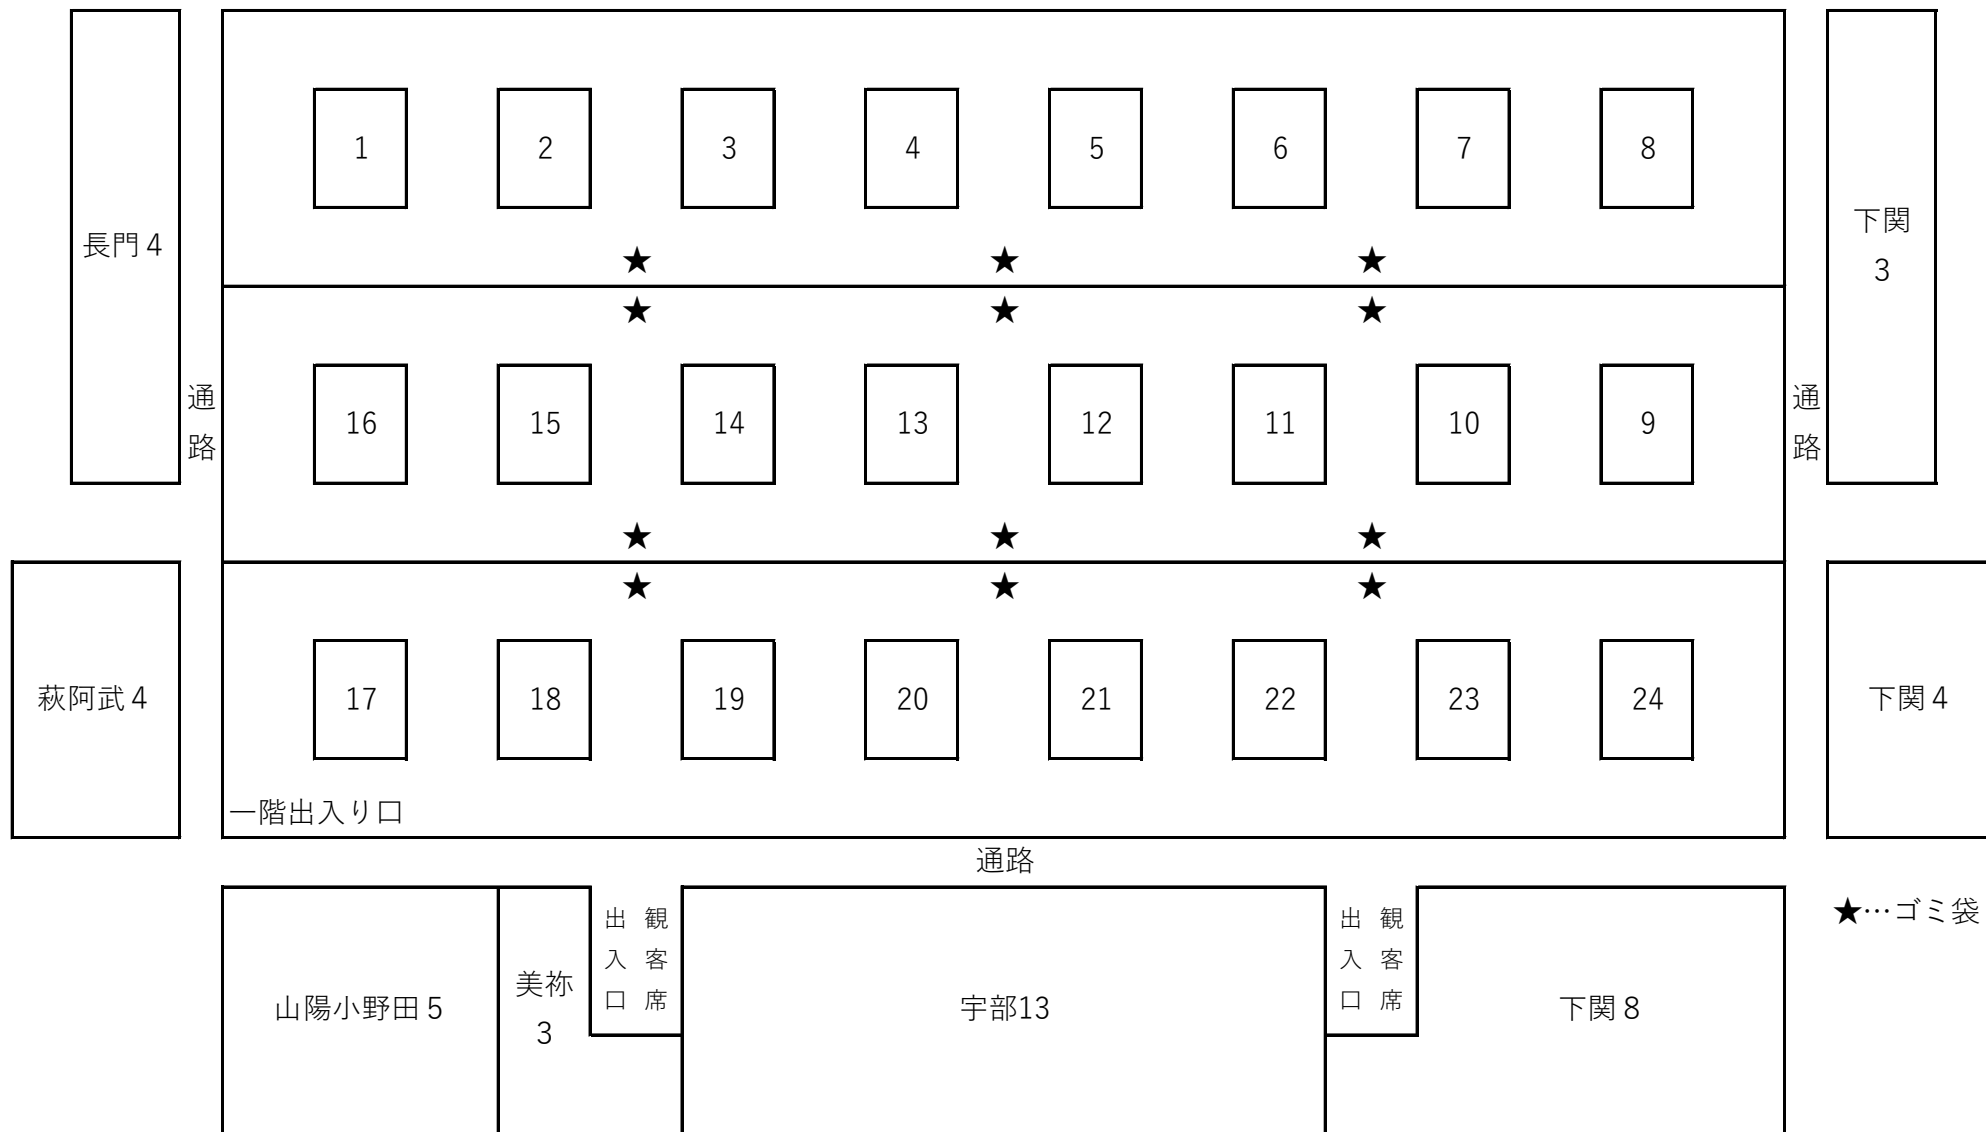 1 2 3 4 5 6 7 8
長門4
下関
3
★ ★ ★
★ ★ ★
通路
16 15 14 13 12 11 10 9
通路
★ ★ ★
★ ★ ★
萩阿武4
17 18 19 20 21 22 23 24
下関4
一階出入り口
通路
★…ゴミ袋
山陽小野田5
美祢
3
観客席
出入口
宇部13
観客席
出入口
下関8